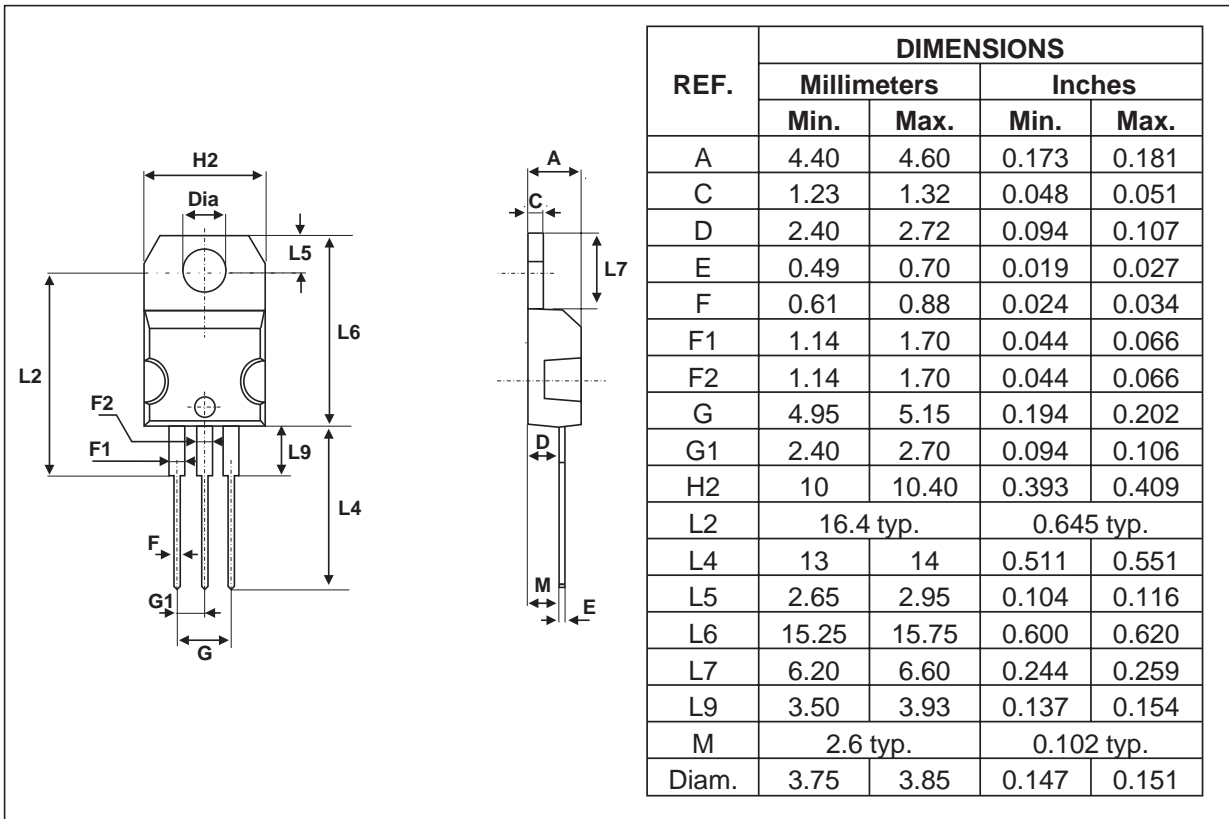 H2
Dia
L5
L6
L2
F2
F1
L9
L4
F
G1
G
A
C
L7
D
M
E
REF. DIMENSIONS
Millimeters Inches
Min. Max. Min. Max.
A 4.40 4.60 0.173 0.181
C 1.23 1.32 0.048 0.051
D 2.40 2.72 0.094 0.107
E 0.49 0.70 0.019 0.027
F 0.61 0.88 0.024 0.034
F1 1.14 1.70 0.044 0.066
F2 1.14 1.70 0.044 0.066
G 4.95 5.15 0.194 0.202
G1 2.40 2.70 0.094 0.106
H2 10 10.40 0.393 0.409
L2 16.4 typ. 0.645 typ.
L4 13 14 0.511 0.551
L5 2.65 2.95 0.104 0.116
L6 15.25 15.75 0.600 0.620
L7 6.20 6.60 0.244 0.259
L9 3.50 3.93 0.137 0.154
M 2.6 typ. 0.102 typ.
Diam. 3.75 3.85 0.147 0.151